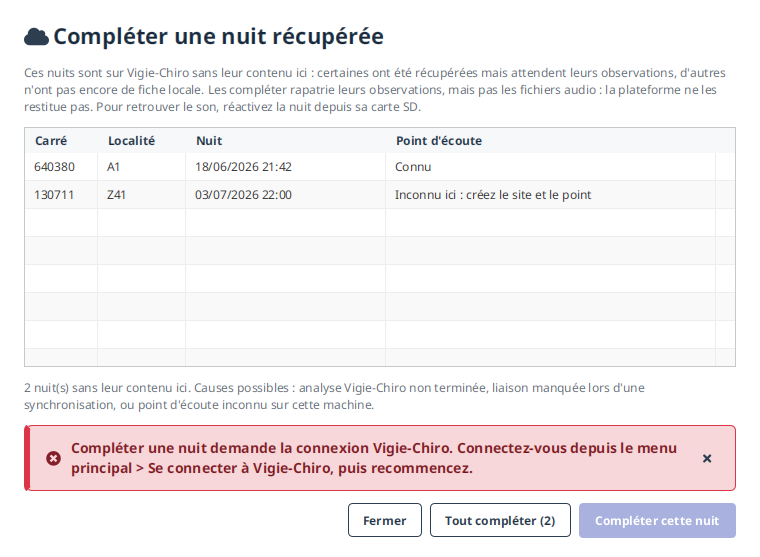 Compléter une nuit récupérée
Ces nuits sont sur Vigie-Chiro sans leur contenu ici : certaines ont été récupérées mais attendent leurs observations, d'autres
n'ont pas encore de fiche locale. Les compléter rapatrie leurs observations, mais pas les fichiers audio : la plateforme ne les
restitue pas. Pour retrouver le son, réactivez la nuit depuis sa carte SD.
Carré Localité Nuit Point d'écoute
640380 A1 18/06/2026 21:42 Connu
130711 Z41 03/07/2026 22:00 Inconnu ici : créez le site et le point
2 nuit(s) sans leur contenu ici. Causes possibles : analyse Vigie-Chiro non terminée, liaison manquée lors d'une
synchronisation, ou point d'écoute inconnu sur cette machine.
Compléter une nuit demande la connexion Vigie-Chiro. Connectez-vous depuis le menu
principal > Se connecter à Vigie-Chiro, puis recommencez.
Fermer Tout compléter (2) Compléter cette nuit